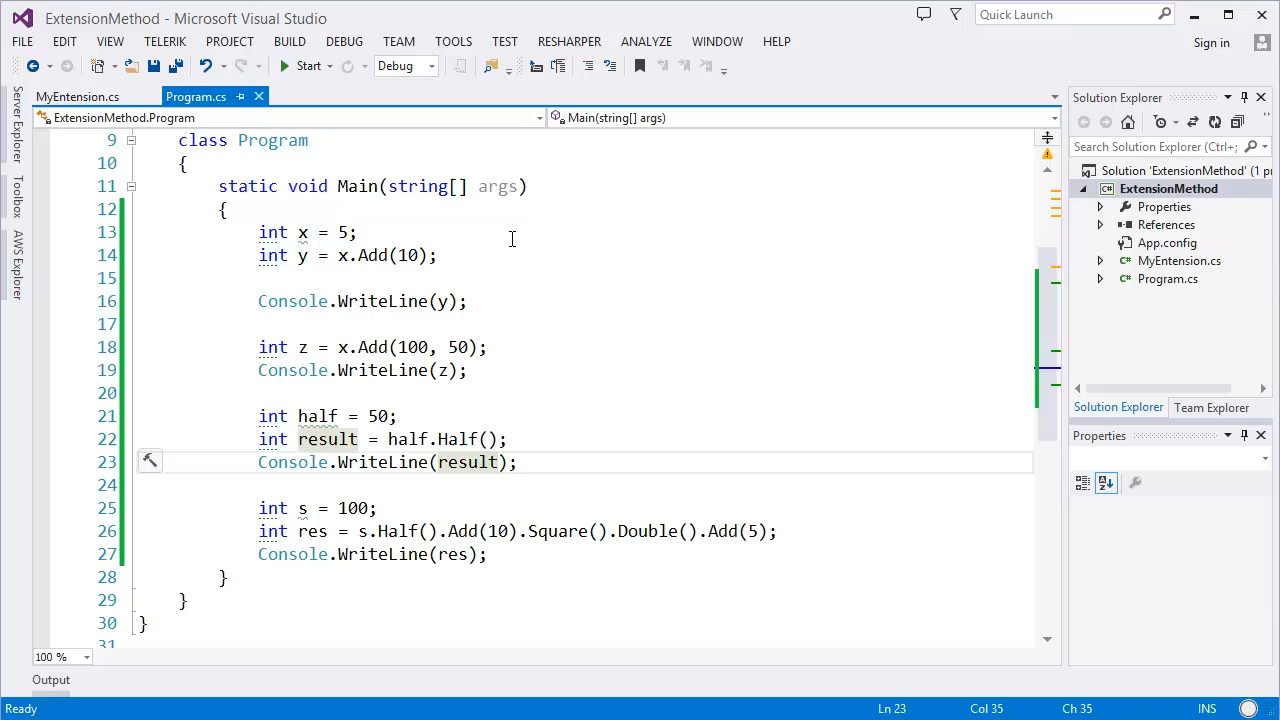 ExtensionMethod - Microsoft Visual Studio
Quick Launch
FILE EDIT VIEW TELERIK PROJECT BUILD DEBUG TEAM TOOLS TEST RESHARPER ANALYZE WINDOW HELP
Sign in
Start Debug
Server Explorer
Toolbox
AWS Explorer
MyEntension.cs Program.cs
ExtensionMethod.Program Main(string[] args)
9 class Program
10 {
11 static void Main(string[] args)
12 {
13 int x = 5;
14 int y = x.Add(10);
15
16 Console.WriteLine(y);
17
18 int z = x.Add(100, 50);
19 Console.WriteLine(z);
20
21 int half = 50;
22 int result = half.Half();
23 Console.WriteLine(result);
24
25 int s = 100;
26 int res = s.Half().Add(10).Square().Double().Add(5);
27 Console.WriteLine(res);
28 }
29 }
30 }
31
100 %
Output
Solution Explorer
Search Solution Explorer (Ctrl+;
Solution 'ExtensionMethod' (1 pr
ExtensionMethod
Properties
References
App.config
MyEntension.cs
Program.cs
Solution Explorer Team Explorer
Properties
Ready Ln 23 Col 35 Ch 35 INS